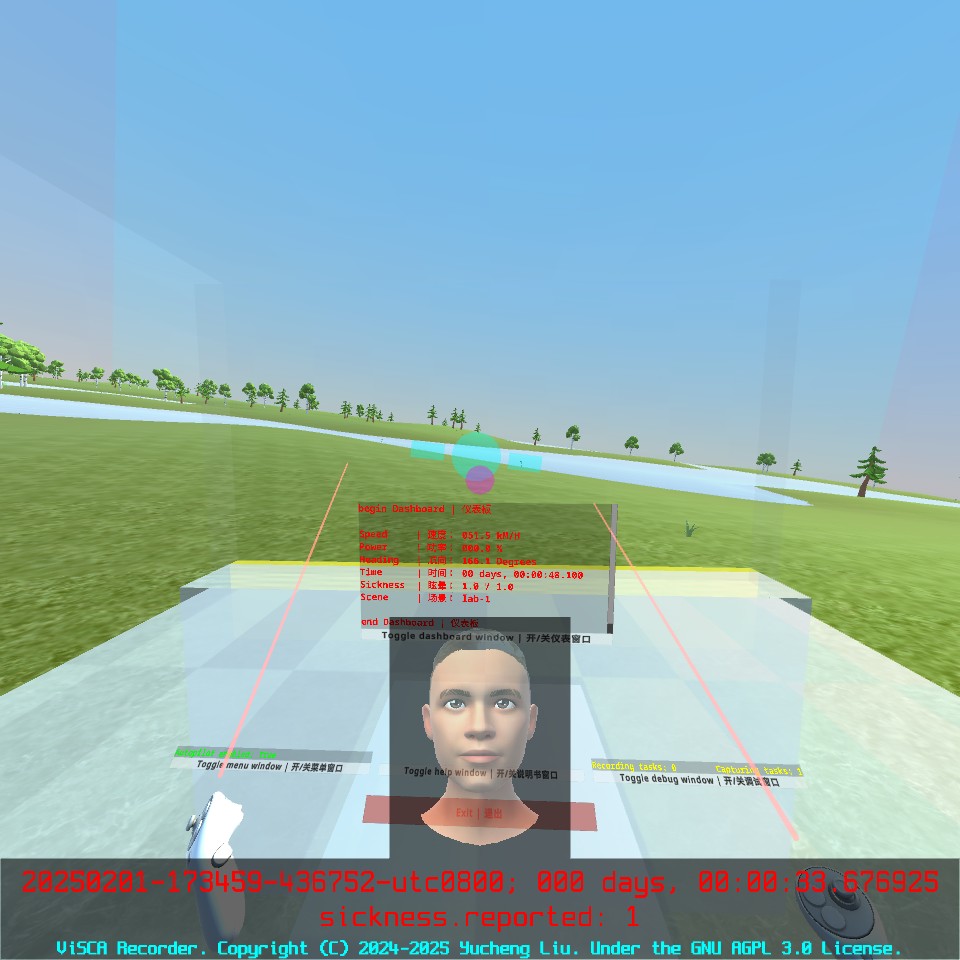 begin Dashboard | 仪表板
Speed | 速度: 051.5 kM/H
Power | 功率: 000.0 %
Heading | 方向: 166.1 Degrees
Time | 时间: 00 days, 00:00:48.100
Sickness | 眩晕: 1.0 / 1.0
Scene | 场景: lab-1
end Dashboard | 仪表板
Toggle dashboard window | 开/关仪表窗口
Toggle menu window | 开/关菜单窗口
Toggle help window | 开/关说明书窗口
Recording tasks: 0 Capturing tasks: 1
Toggle debug window | 开/关调试窗口
Exit | 退出
20250201-173459-436752-utc0800; 000 days, 00:00:33.676925
sickness.reported: 1
ViSCA Recorder. Copyright (C) 2024-2025 Yucheng Liu. Under the GNU AGPL 3.0 License.